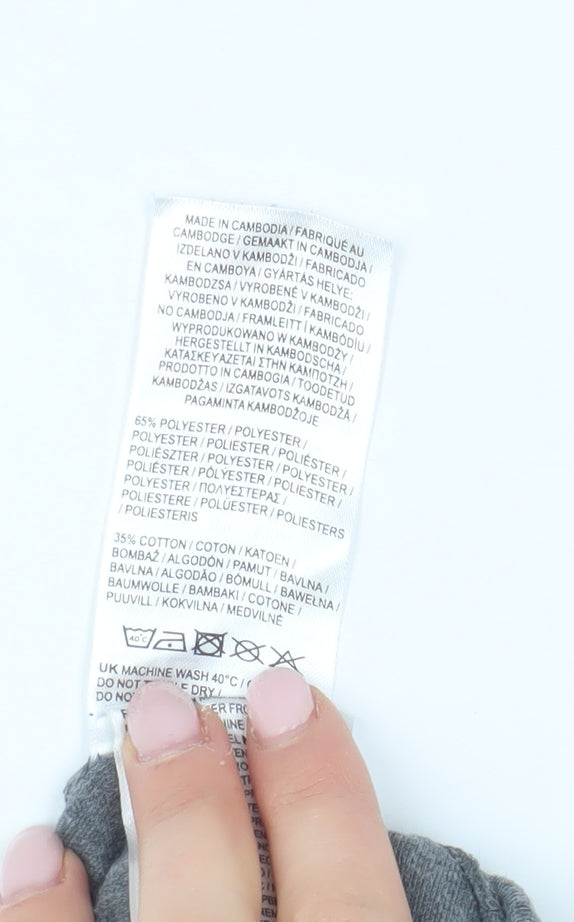 MADE IN CAMBODIA / FABRIQUÉ AU
CAMBODGE / GEMAAKT IN CAMBODJA /
IZDELANO V KAMBODŽI / FABRICADO
EN CAMBOYA / GYÁRTÁS HELYE:
KAMBODZSA / VYROBENÉ V KAMBODŽI /
VYROBENO V KAMBODŽI / FABRICADO
NO CAMBODJA / FRAMLEITT Í KAMBÓDÍU /
WYPRODUKOWANO W KAMBODŻY /
HERGESTELLT IN KAMBODSCHA /
ΚΑΤΑΣΚΕΥΑΖΕΤΑΙ ΣΤΗΝ ΚΑΜΠΟΤΖΗ /
PRODOTTO IN CAMBOGIA / TOODETUD
KAMBODŽAS / IZGATAVOTS KAMBODŽĀ /
PAGAMINTA KAMBODŽOJE
65% POLYESTER / POLYESTER /
POLYESTER / POLIESTER / POLIÉSTER /
POLIÉSZTER / POLYESTER / POLYESTER /
POLIÉSTER / PÓLYESTER / POLIESTER /
POLYESTER / ΠΟΛΥΕΣΤΕΡΑΣ /
POLIESTERE / POLÜESTER / POLIESTERS
/ POLIESTERIS
35% COTTON / COTON / KATOEN /
BOMBAŽ / ALGODÓN / PAMUT / BAVLNA /
BAVLNA / ALGODÃO / BÓMULL / BAWEŁNA /
BAUMWOLLE / BAMBAKI / COTONE /
PUUVILL / KOKVILNA / MEDVILNĖ
40°C
UK MACHINE WASH 40°C /
DO NOT DRY /
DO